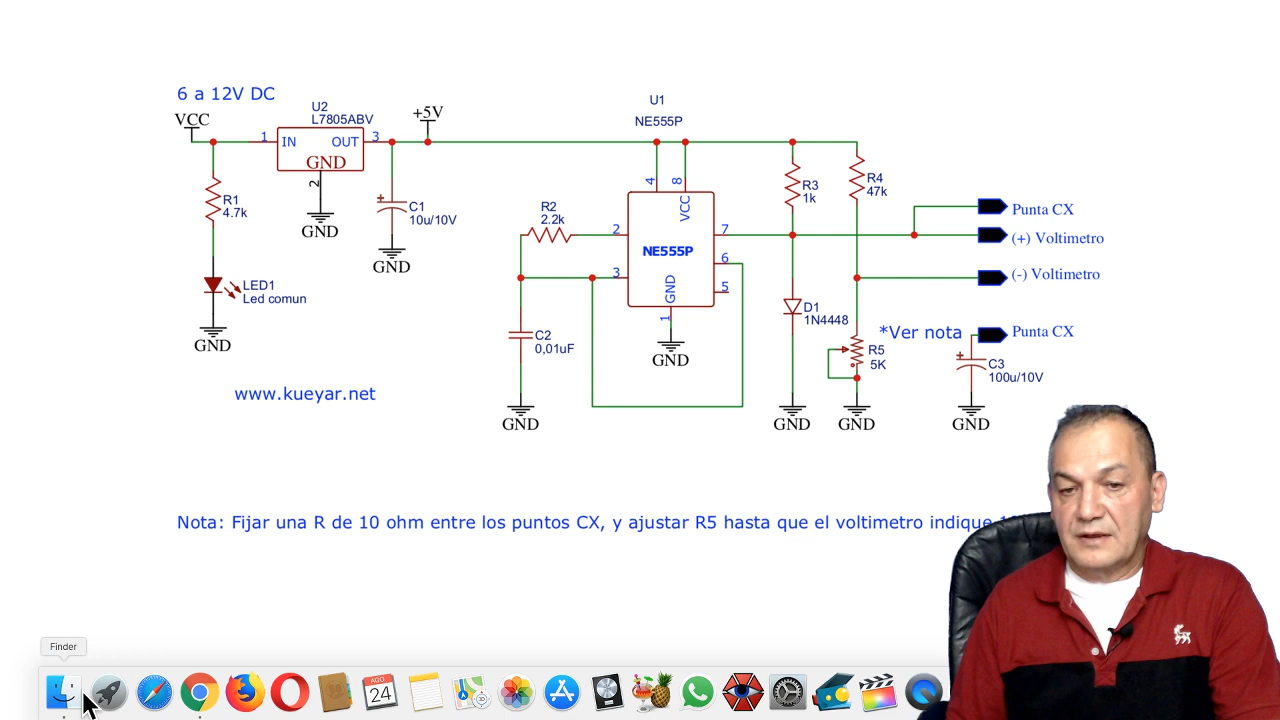 6 a 12V DC
VCC
U2
L7805ABV
1 IN OUT 3
GND
2
GND
+5V
R1
4.7k
LED1
Led comun
GND
C1
10u/10V
GND
U1
NE555P
4 8
VCC
NE555P
GND
2
3
7
6
5
1
GND
R2
2.2k
C2
0,01uF
GND
R3
1k
R4
47k
D1
1N4448
GND
*Ver nota
R5
5K
GND
Punta CX
(+) Voltimetro
(-) Voltimetro
Punta CX
C3
100u/10V
GND
www.kueyar.net
Nota: Fijar una R de 10 ohm entre los puntos CX, y ajustar R5 hasta que el voltimetro indique
Finder
AGO
24